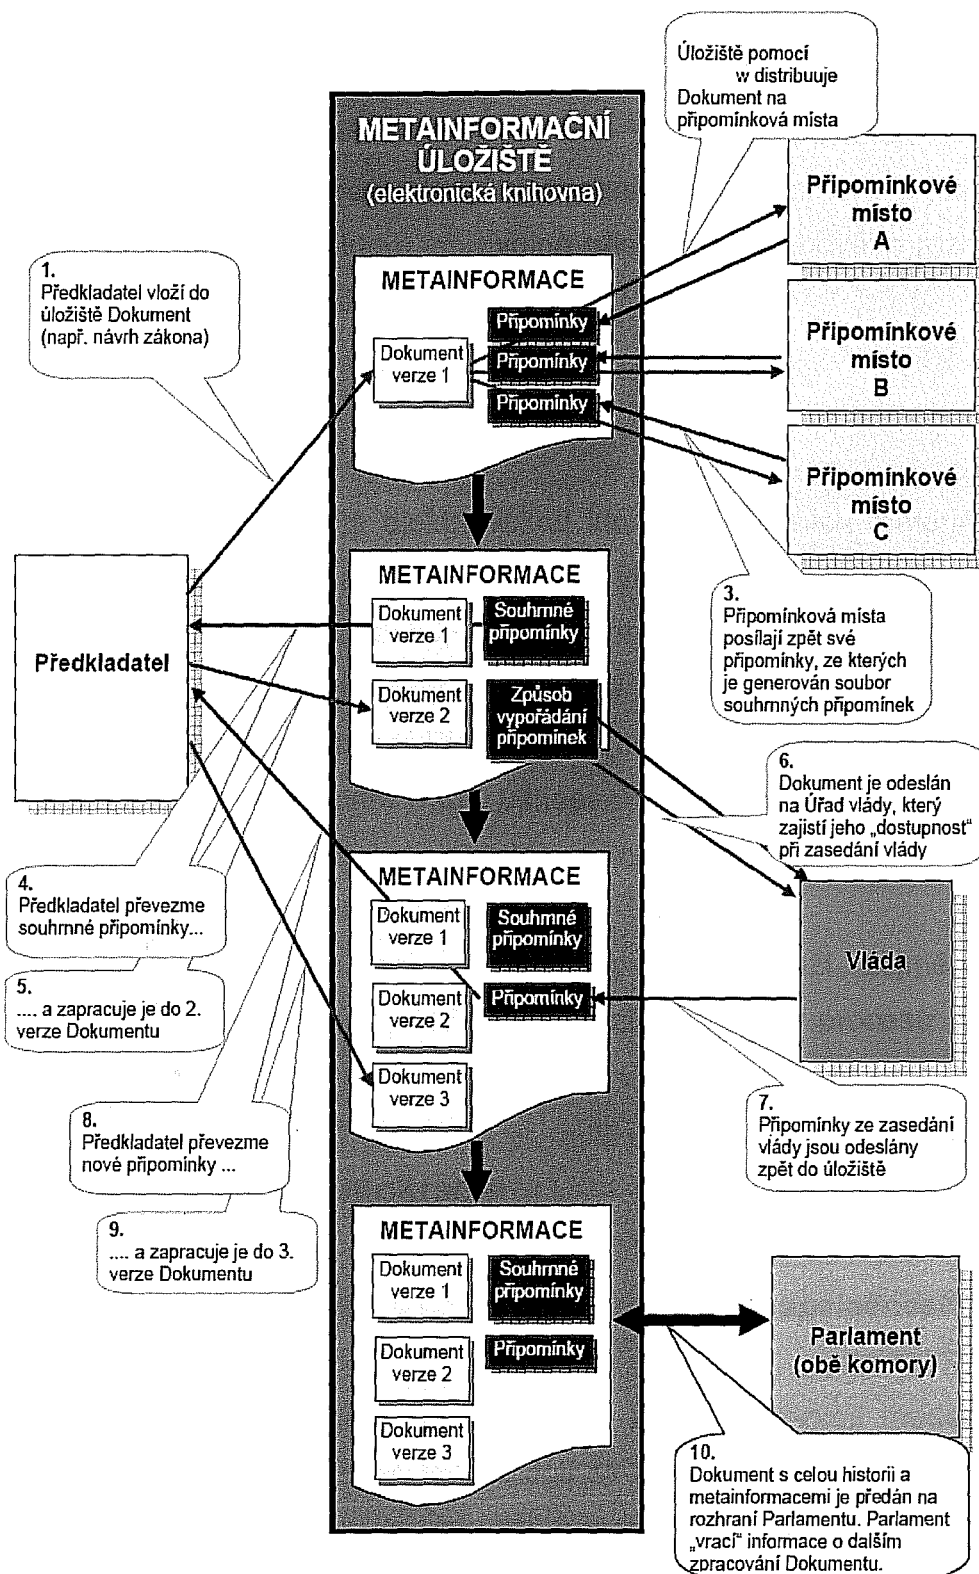 Úložiště pomocí
w distribuuje
Dokument na
připomínková místa
METAINFORMAČNÍ
ÚLOŽIŠTĚ
(elektronická knihovna)
Připomínkové
místo
A
1.
Předkladatel vloží do
úložiště Dokument
(např. návrh zákona)
METAINFORMACE
Dokument
verze 1
Připomínky
Připomínky
Připomínky
Připomínkové
místo
B
Připomínkové
místo
C
Předkladatel
METAINFORMACE
Dokument
verze 1
Souhrnné
připomínky
Dokument
verze 2
Způsob
vypořádání
připomínek
3.
Připomínková místa
posílají zpět své
připomínky, ze kterých
je generován soubor
souhrnných připomínek
6.
Dokument je odeslán
na Úřad vlády, který
zajistí jeho „dostupnost“
při zasedání vlády
4.
Předkladatel převezme
souhrnné připomínky...
5.
.... a zapracuje je do 2.
verze Dokumentu
METAINFORMACE
Dokument
verze 1
Souhrnné
připomínky
Dokument
verze 2
Připomínky
Dokument
verze 3
Vláda
7.
Připomínky ze zasedání
vlády jsou odeslány
zpět do úložiště
8.
Předkladatel převezme
nové připomínky ...
9.
.... a zapracuje je do 3.
verze Dokumentu
METAINFORMACE
Dokument
verze 1
Souhrnné
připomínky
Dokument
verze 2
Připomínky
Dokument
verze 3
Parlament
(obě komory)
10.
Dokument s celou historii a
metainformacemi je předán na
rozhraní Parlamentu. Parlament
„vrací“ informace o dalším
zpracování Dokumentu.